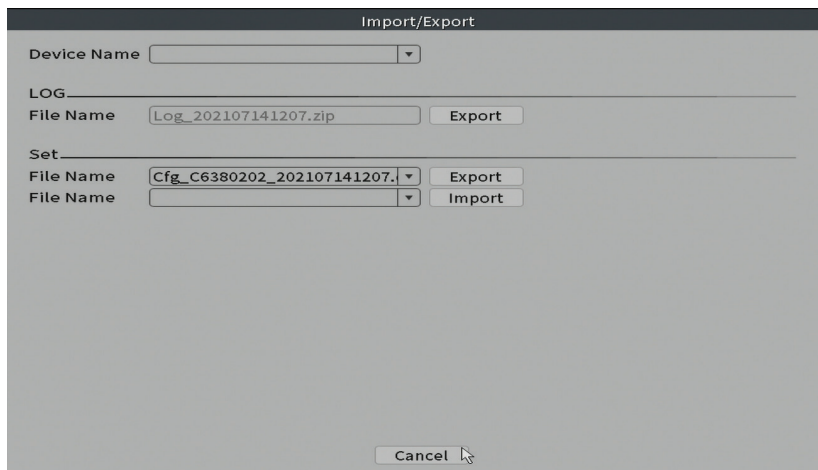 Import/Export
Device Name
LOG
File Name Log_202107141207.zip Export
Set
File Name Cfg_C6380202_202107141207. Export
File Name Import
Cancel